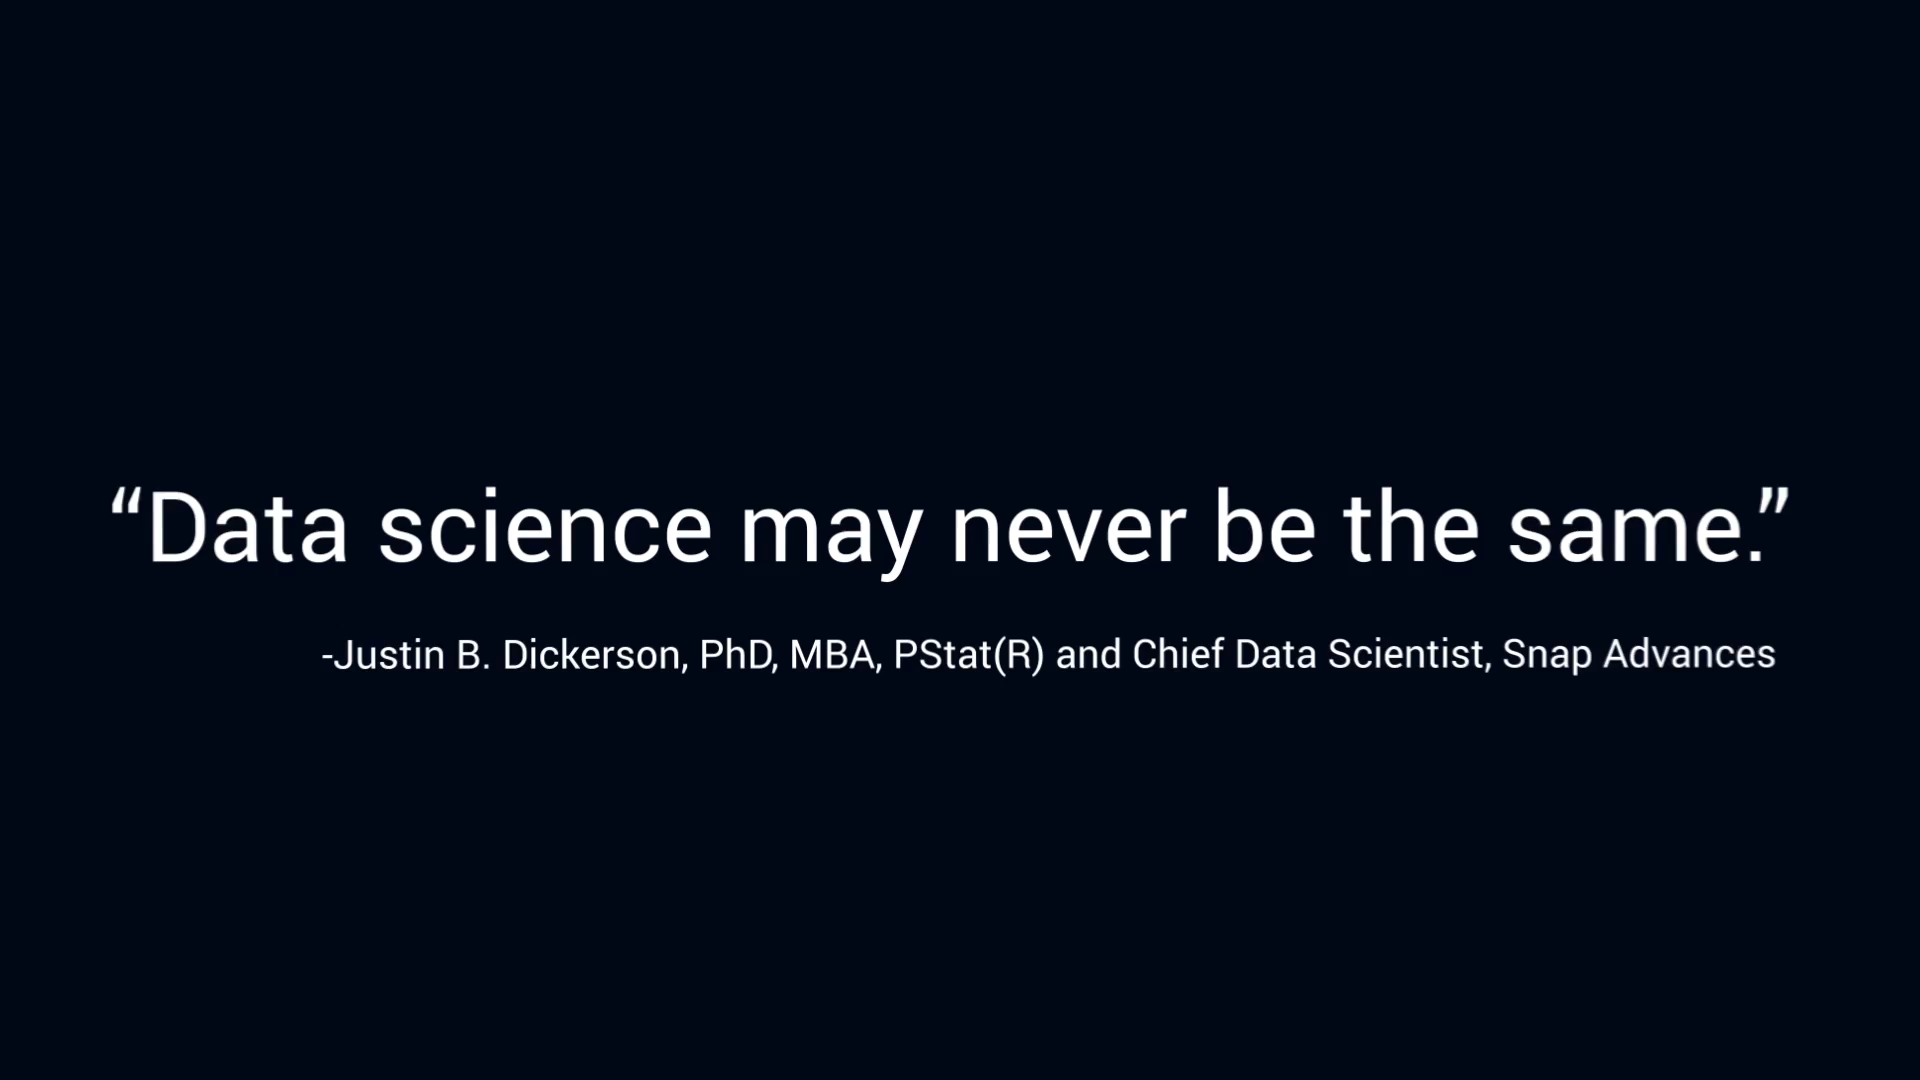 “Data science may never be the same.”
-Justin B. Dickerson, PhD, MBA, PStat(R) and Chief Data Scientist, Snap Advances